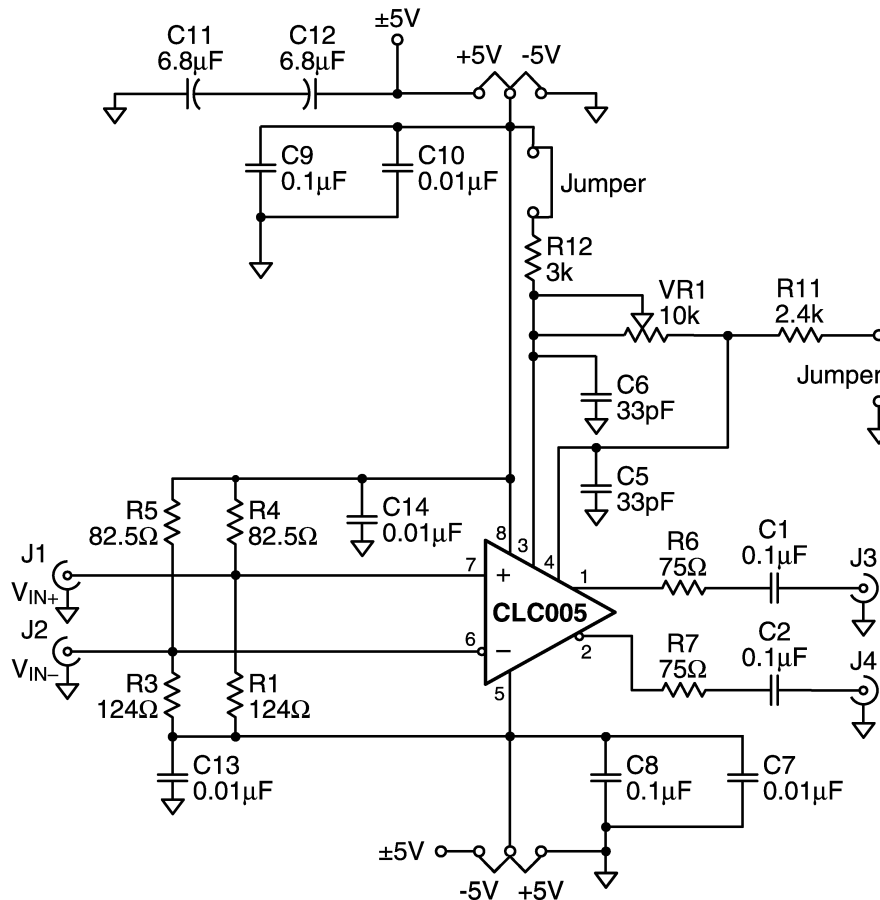 ±5V
C11
6.8µF
C12
6.8µF
+5V
-5V
C9
0.1µF
C10
0.01µF
Jumper
R12
3k
VR1
10k
R11
2.4k
Jumper
C6
33pF
C5
33pF
R5
82.5Ω
R4
82.5Ω
C14
0.01µF
8
3
4
J1
VIN+
7
+
1
R6
75Ω
C1
0.1µF
J3
CLC005
J2
VIN−
6
−
2
R7
75Ω
C2
0.1µF
J4
R3
124Ω
R1
124Ω
5
C13
0.01µF
C8
0.1µF
C7
0.01µF
±5V
-5V
+5V